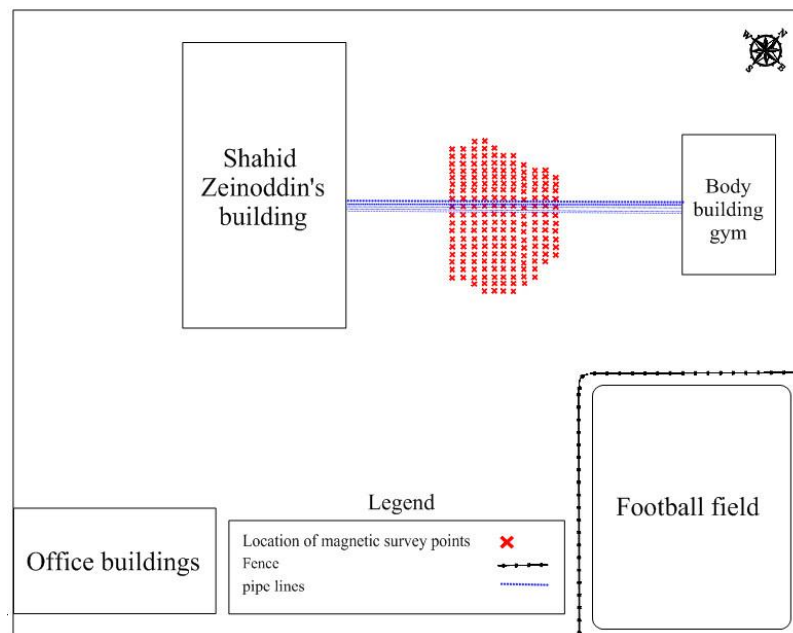 N
W
S
E
Shahid
Zeinoddin's
building
Body
building
gym
Football field
Office buildings
Legend
Location of magnetic survey points
Fence
pipe lines